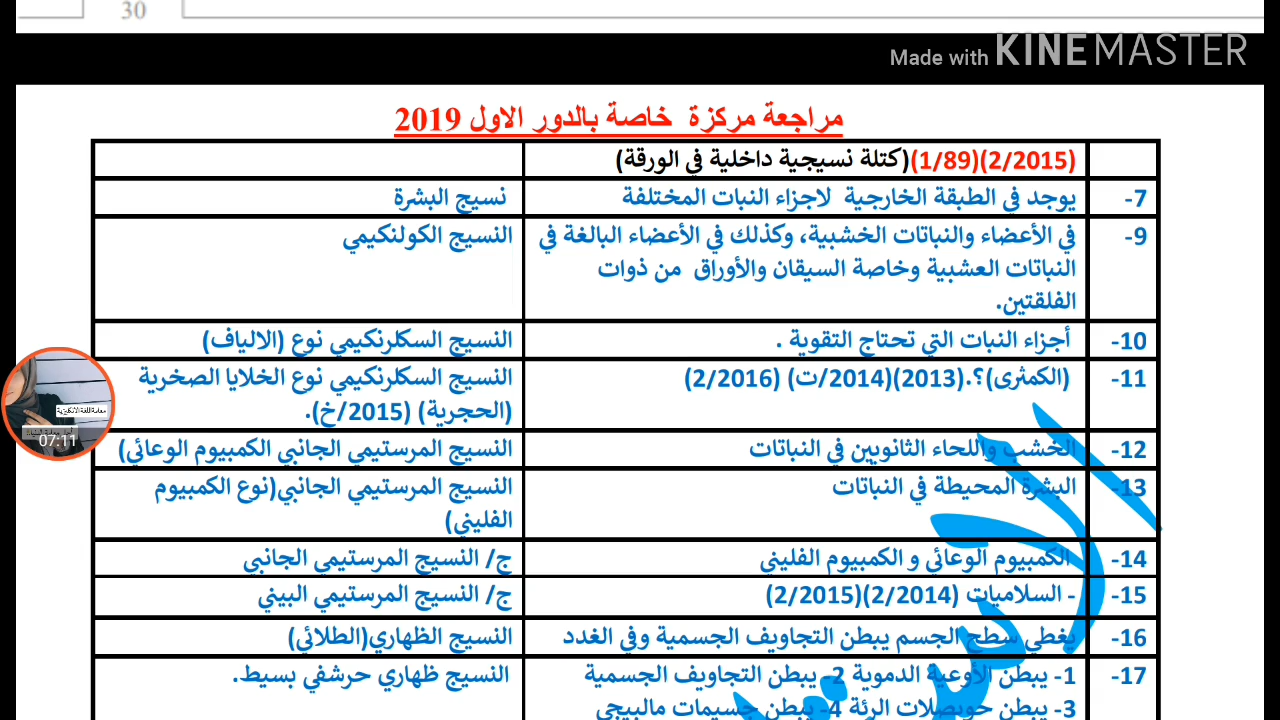 30
Made with KINEMASTER
مراجعة مركزة خاصة بالدور الاول 2019
(2/2015)(1/89)(كتلة نسيجية داخلية في الورقة)
7- يوجد في الطبقة الخارجية لاجزاء النبات المختلفة نسيج البشرة
9- في الأعضاء والنباتات الخشبية، وكذلك في الأعضاء البالغة في النسيج الكولنكيمي
النباتات العشبية وخاصة السيقان والأوراق من ذوات
الفلقتين.
10- أجزاء النبات التي تحتاج التقوية . النسيج السكلرنكيمي نوع (الالياف)
11- (الكمثرى)؟.(2013)(2014/ت) (2/2016) النسيج السكلرنكيمي نوع الخلايا الصخرية
(الحجرية) (2015/خ).
12- الخشب واللحاء الثانويين في النباتات النسيج المرستيمي الجانبي الكمبيوم الوعائي)
13- البشرة المحيطة في النباتات النسيج المرستيمي الجانبي(نوع الكمبيوم
الفليني)
14- الكمبيوم الوعائي و الكمبيوم الفليني ج/ النسيج المرستيمي الجانبي
15- - السلاميات (2/2014)(2/2015) ج/ النسيج المرستيمي البيني
16- يغطي سطح الجسم يبطن التجاويف الجسمية وفي الغدد النسيج الظهاري(الطلائي)
17- 1- يبطن الأوعية الدموية 2- يبطن التجاويف الجسمية النسيج ظهاري حرشفي بسيط.
3- يبطن حويصلات الرئة 4- يبطن جسيمات مالبيجي
معلمة اللغة الانكليزية
07:11